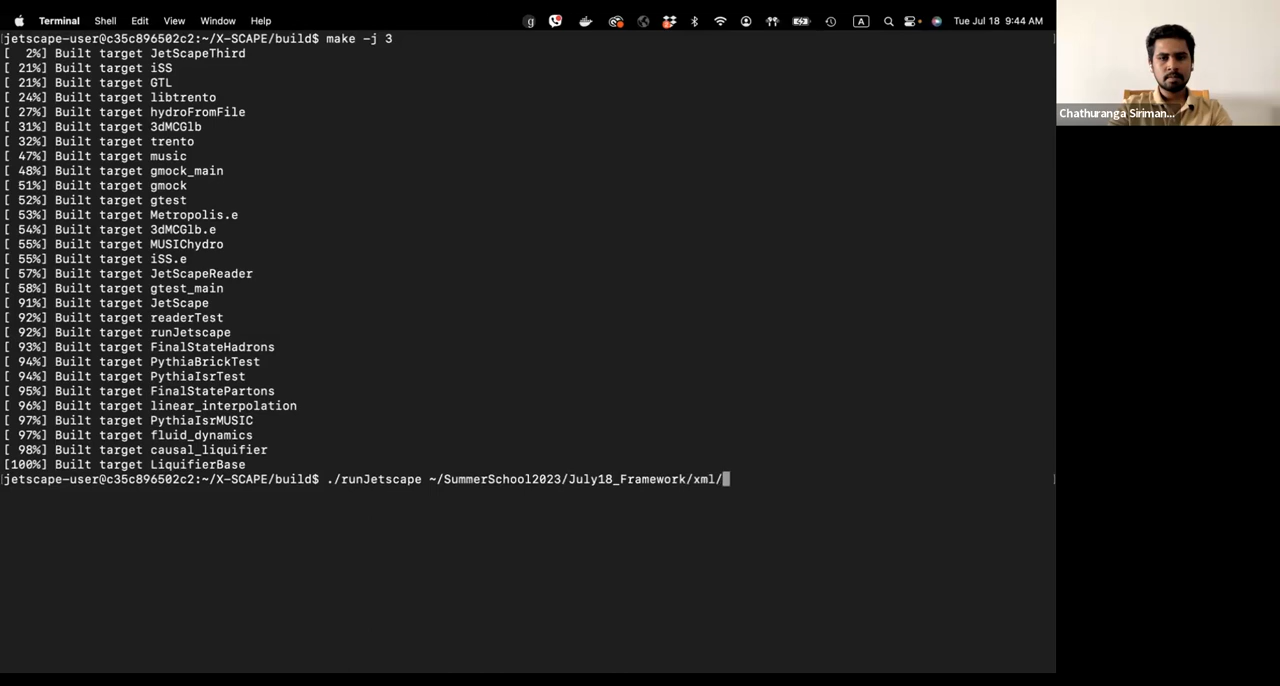 Terminal Shell Edit View Window Help
Tue Jul 18 9:44 AM
jetscape-user@c35c896502c2:~/X-SCAPE/build$ make -j 3
[ 2%] Built target JetScapeThird
[ 21%] Built target iSS
[ 21%] Built target GTL
[ 24%] Built target libtrento
[ 27%] Built target hydroFromFile
[ 31%] Built target 3dMCGlb
[ 32%] Built target trento
[ 47%] Built target music
[ 48%] Built target gmock_main
[ 51%] Built target gmock
[ 52%] Built target gtest
[ 53%] Built target Metropolis.e
[ 54%] Built target 3dMCGlb.e
[ 55%] Built target MUSIChydro
[ 55%] Built target iSS.e
[ 57%] Built target JetScapeReader
[ 58%] Built target gtest_main
[ 91%] Built target JetScape
[ 92%] Built target readerTest
[ 92%] Built target runJetscape
[ 93%] Built target FinalStateHadrons
[ 94%] Built target PythiaBrickTest
[ 94%] Built target PythiaIsrTest
[ 95%] Built target FinalStatePartons
[ 96%] Built target linear_interpolation
[ 97%] Built target PythiaIsrMUSIC
[ 97%] Built target fluid_dynamics
[ 98%] Built target causal_liquifier
[100%] Built target LiquifierBase
jetscape-user@c35c896502c2:~/X-SCAPE/build$ ./runJetscape ~/SummerSchool2023/July18_Framework/xml/
Chathuranga Siriman...